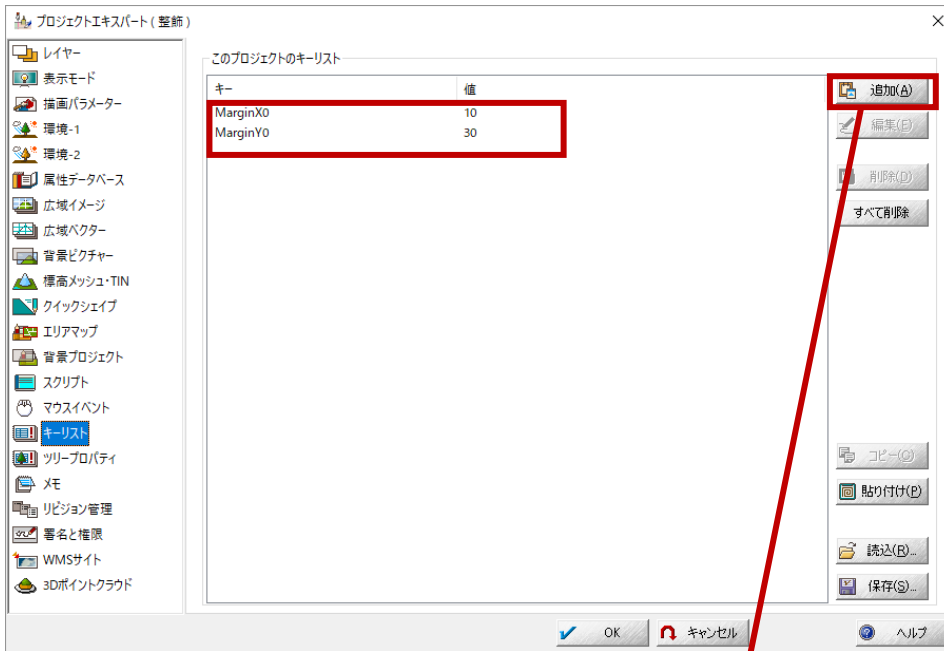 プロジェクトエキスパート ( 整飾 )
レイヤー
表示モード
描画パラメーター
環境-1
環境-2
属性データベース
広域イメージ
広域ベクター
背景ピクチャー
標高メッシュ・TIN
クイックシェイプ
エリアマップ
背景プロジェクト
スクリプト
マウスイベント
キーリスト
ツリープロパティ
メモ
リビジョン管理
署名と権限
WMSサイト
3Dポイントクラウド
このプロジェクトのキーリスト
キー 値
MarginX0 10
MarginY0 30
追加(A)
編集(E)
削除(D)
すべて削除
コピー(C)
貼り付け(P)
読込(R)...
保存(S)...
OK キャンセル ヘルプ